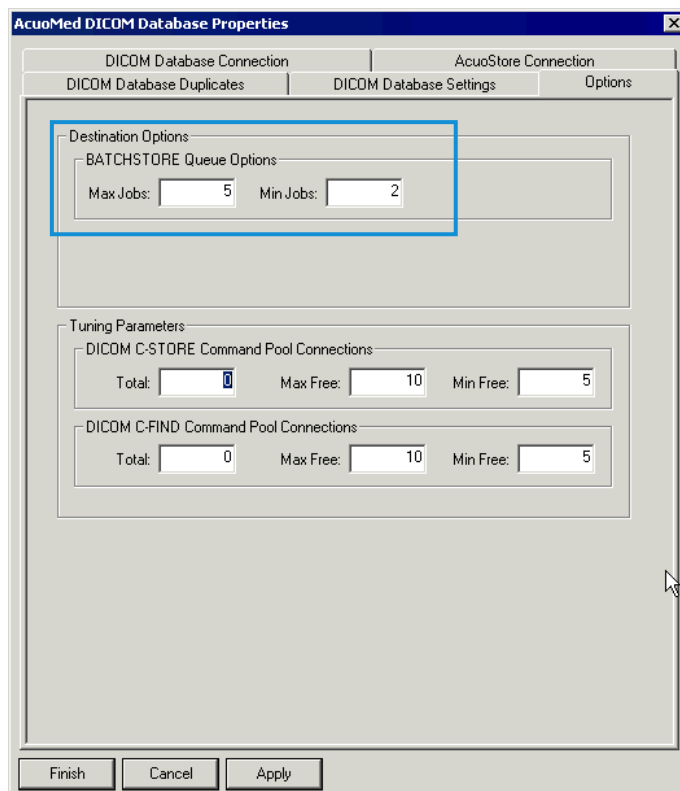 AcuoMed DICOM Database Properties
DICOM Database Connection AcuoStore Connection
DICOM Database Duplicates DICOM Database Settings Options
Destination Options
BATCHSTORE Queue Options
Max Jobs: 5 Min Jobs: 2
Tuning Parameters
DICOM C-STORE Command Pool Connections
Total: 0 Max Free: 10 Min Free: 5
DICOM C-FIND Command Pool Connections
Total: 0 Max Free: 10 Min Free: 5
Finish Cancel Apply